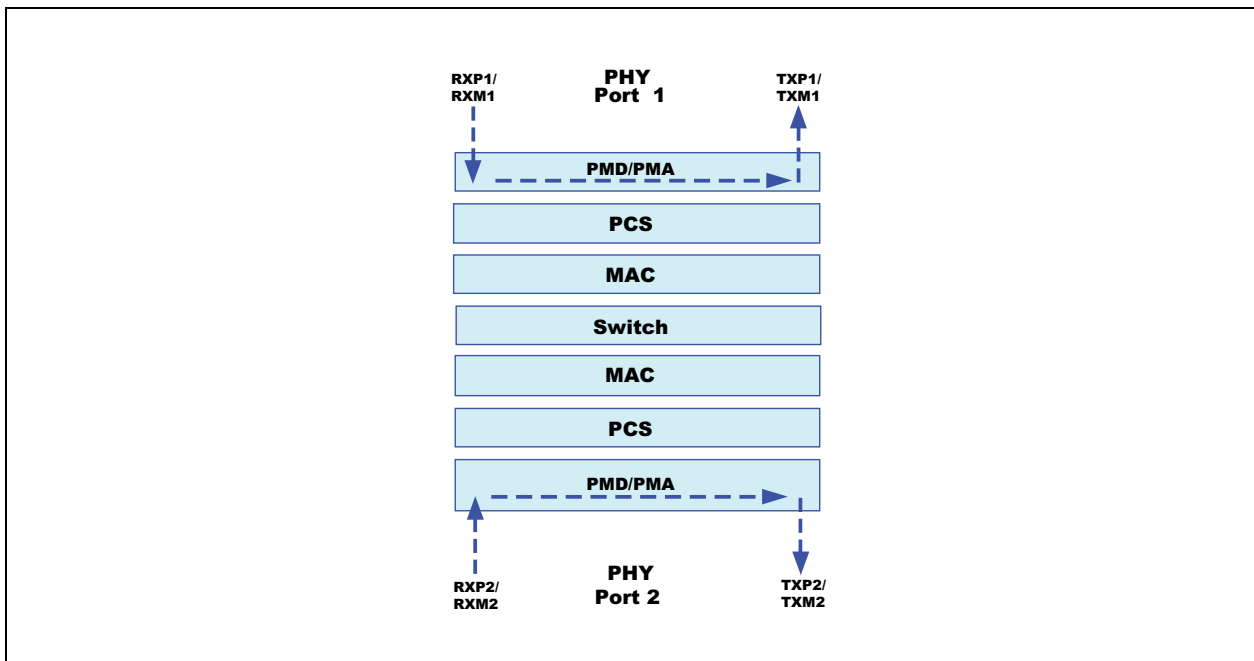 RXP1/
RXM1
PHY
Port 1
TXP1/
TXM1
PMD/PMA
PCS
MAC
Switch
MAC
PCS
PMD/PMA
RXP2/
RXM2
PHY
Port 2
TXP2/
TXM2